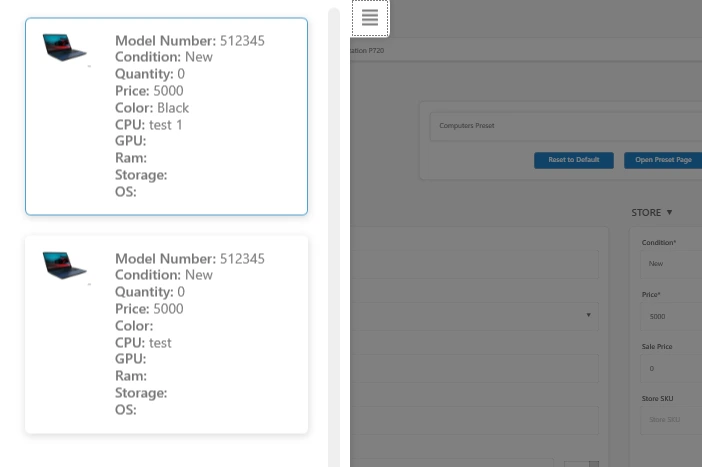 Model Number: 512345
Condition: New
Quantity: 0
Price: 5000
Color: Black
CPU: test 1
GPU:
Ram:
Storage:
OS:
Model Number: 512345
Condition: New
Quantity: 0
Price: 5000
Color:
CPU: test
GPU:
Ram:
Storage:
OS:
ation P720
Computers Preset
Reset to Default Open Preset Page
STORE ▼
Condition*
New
Price*
5000
Sale Price
0
Store SKU
Store SKU